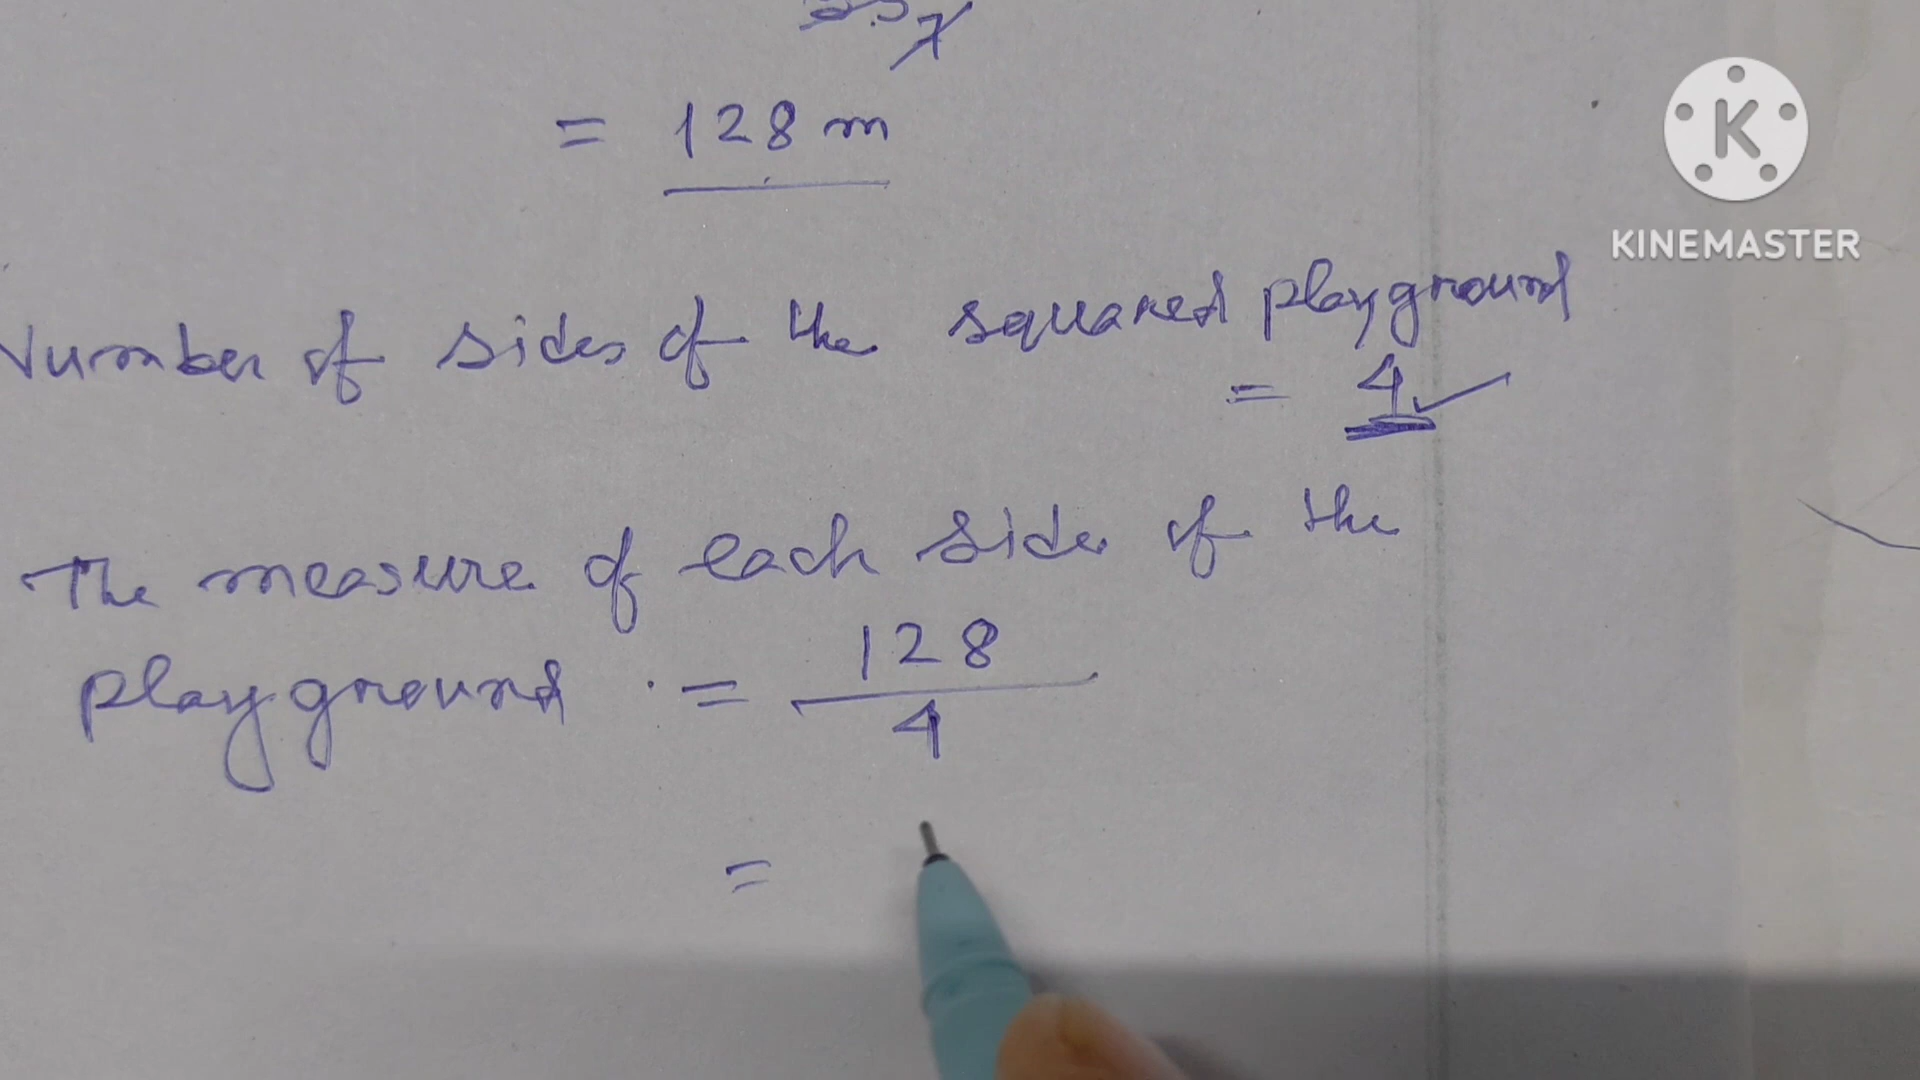 = 128 m
K
KINEMASTER
Number of sides of the squared playground
= 4
The measure of each side of the
playground = 128
4
=